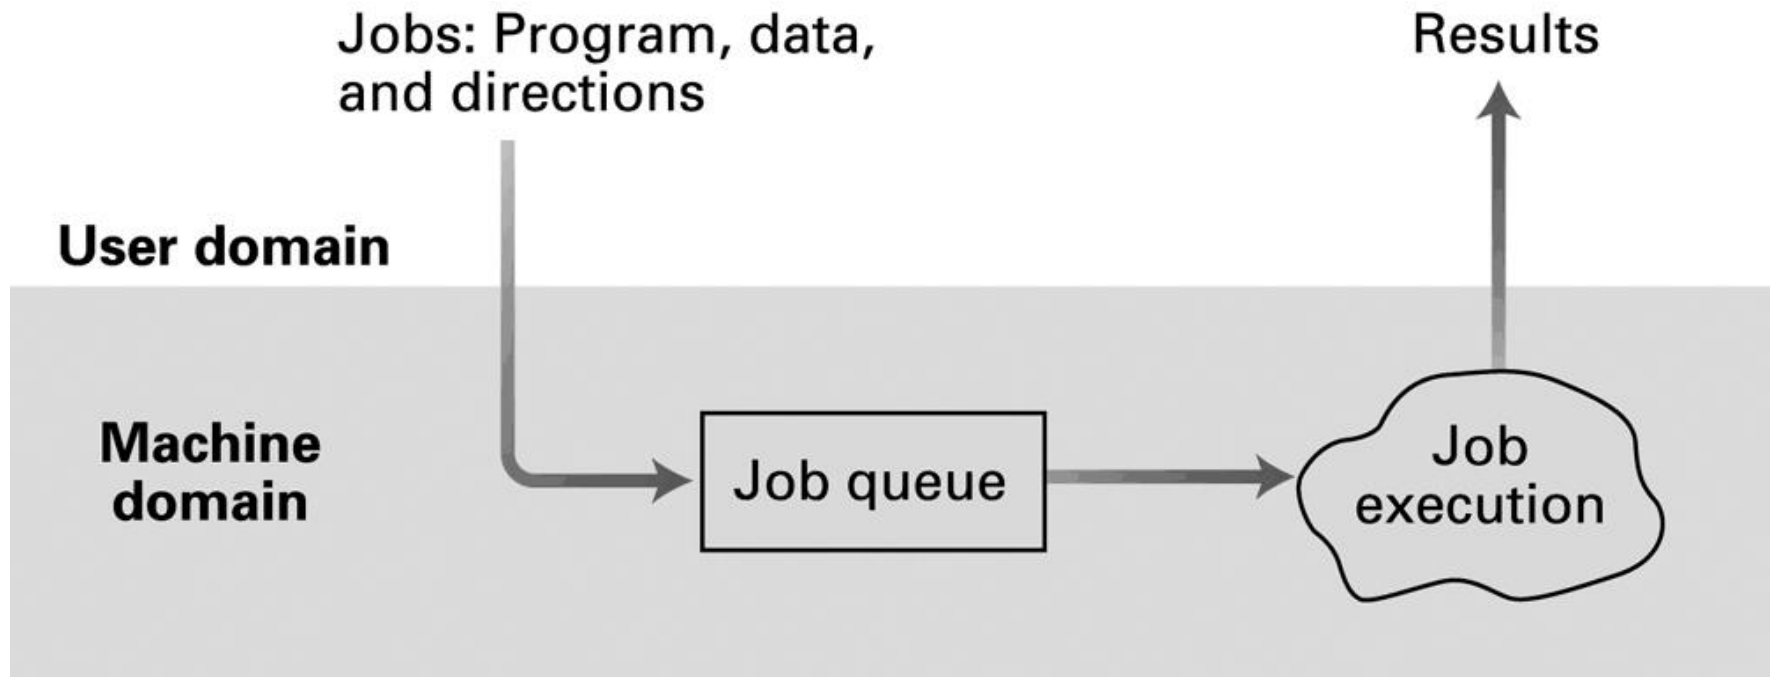 Jobs: Program, data,
and directions
Results
User domain
Machine
domain
Job queue
Job
execution